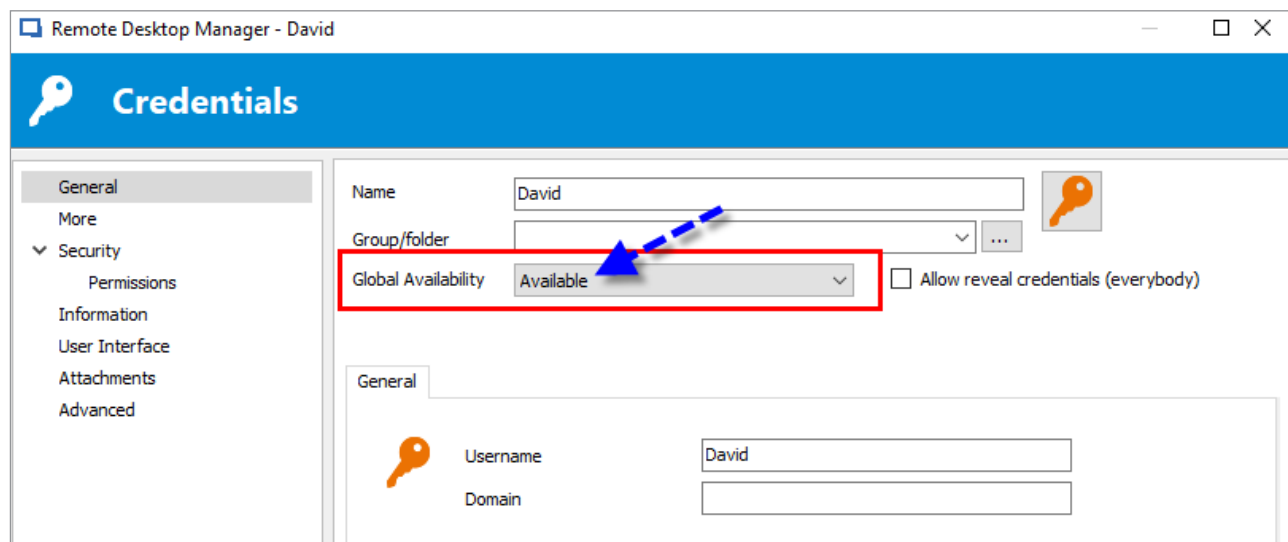 Remote Desktop Manager - David
Credentials
General
More
Security
Permissions
Information
User Interface
Attachments
Advanced
Name David
Group/folder ...
Global Availability Available Allow reveal credentials (everybody)
General
Username David
Domain